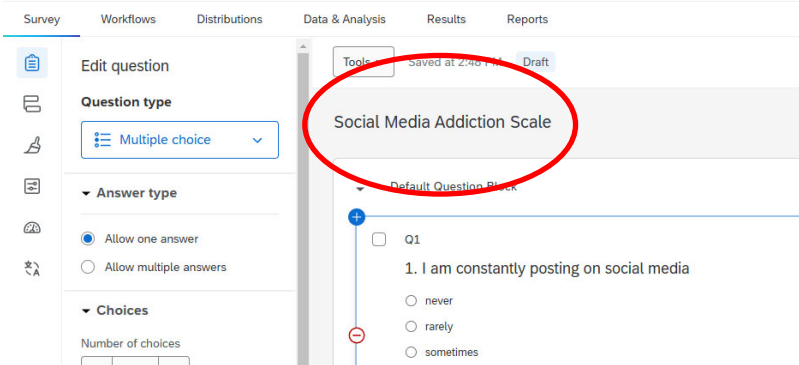 Survey Workflows Distributions Data & Analysis Results Reports
Edit question
Question type
Multiple choice
Answer type
Allow one answer
Allow multiple answers
Choices
Number of choices
Tools Saved at 2:48 PM Draft
Social Media Addiction Scale
Default Question Block
Q1
1. I am constantly posting on social media
never
rarely
sometimes